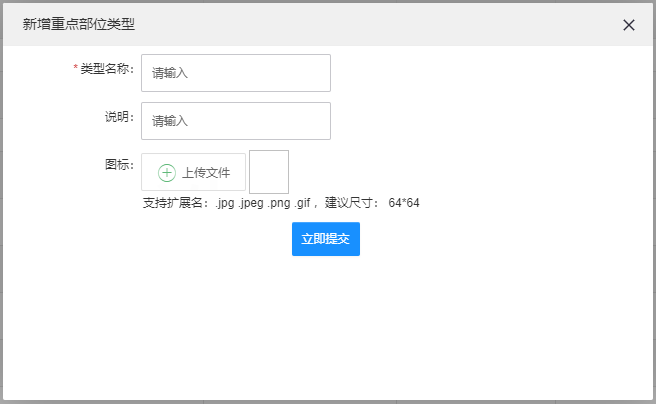 新增重点部位类型
*类型名称： 请输入
说明： 请输入
图标： 上传文件
支持扩展名：.jpg .jpeg .png .gif ，建议尺寸： 64*64
立即提交